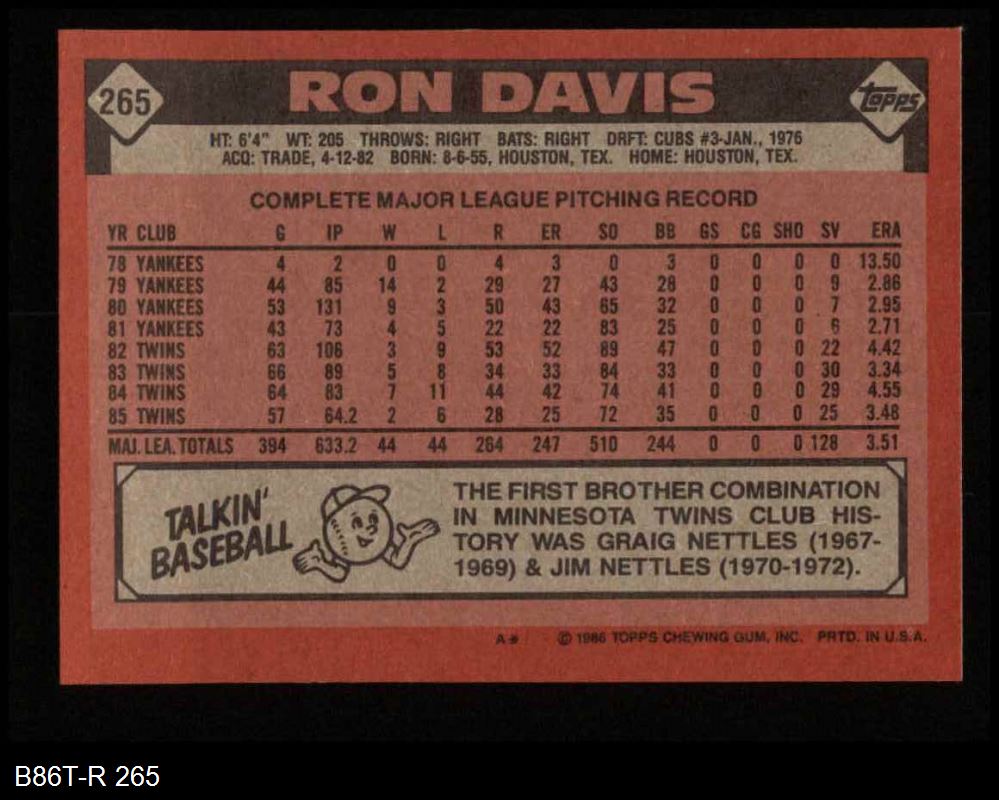 265
RON DAVIS
Topps
HT: 6'4" WT: 205 THROWS: RIGHT BATS: RIGHT DRFT: CUBS #3-JAN., 1976
ACQ: TRADE, 4-12-82 BORN: 8-6-55, HOUSTON, TEX. HOME: HOUSTON, TEX.
COMPLETE MAJOR LEAGUE PITCHING RECORD
YR CLUB G IP W L R ER SO BB GS CG SHO SV ERA
78 YANKEES 4 2 0 0 4 3 0 3 0 0 0 0 13.50
79 YANKEES 44 85 14 2 29 27 43 28 0 0 0 9 2.86
80 YANKEES 53 131 9 3 50 43 65 32 0 0 0 7 2.95
81 YANKEES 43 73 4 5 22 22 83 25 0 0 0 6 2.71
82 TWINS 63 106 3 9 53 52 89 47 0 0 0 22 4.42
83 TWINS 66 89 5 8 34 33 84 33 0 0 0 30 3.34
84 TWINS 64 83 7 11 44 42 74 41 0 0 0 29 4.55
85 TWINS 57 64.2 2 6 28 25 72 35 0 0 0 25 3.48
MAJ. LEA. TOTALS 394 633.2 44 44 264 247 510 244 0 0 0 128 3.51
TALKIN'
BASEBALL
THE FIRST BROTHER COMBINATION
IN MINNESOTA TWINS CLUB HIS-
TORY WAS GRAIG NETTLES (1967-
1969) & JIM NETTLES (1970-1972).
A* © 1986 TOPPS CHEWING GUM, INC. PRTD. IN U.S.A.
B86T-R 265